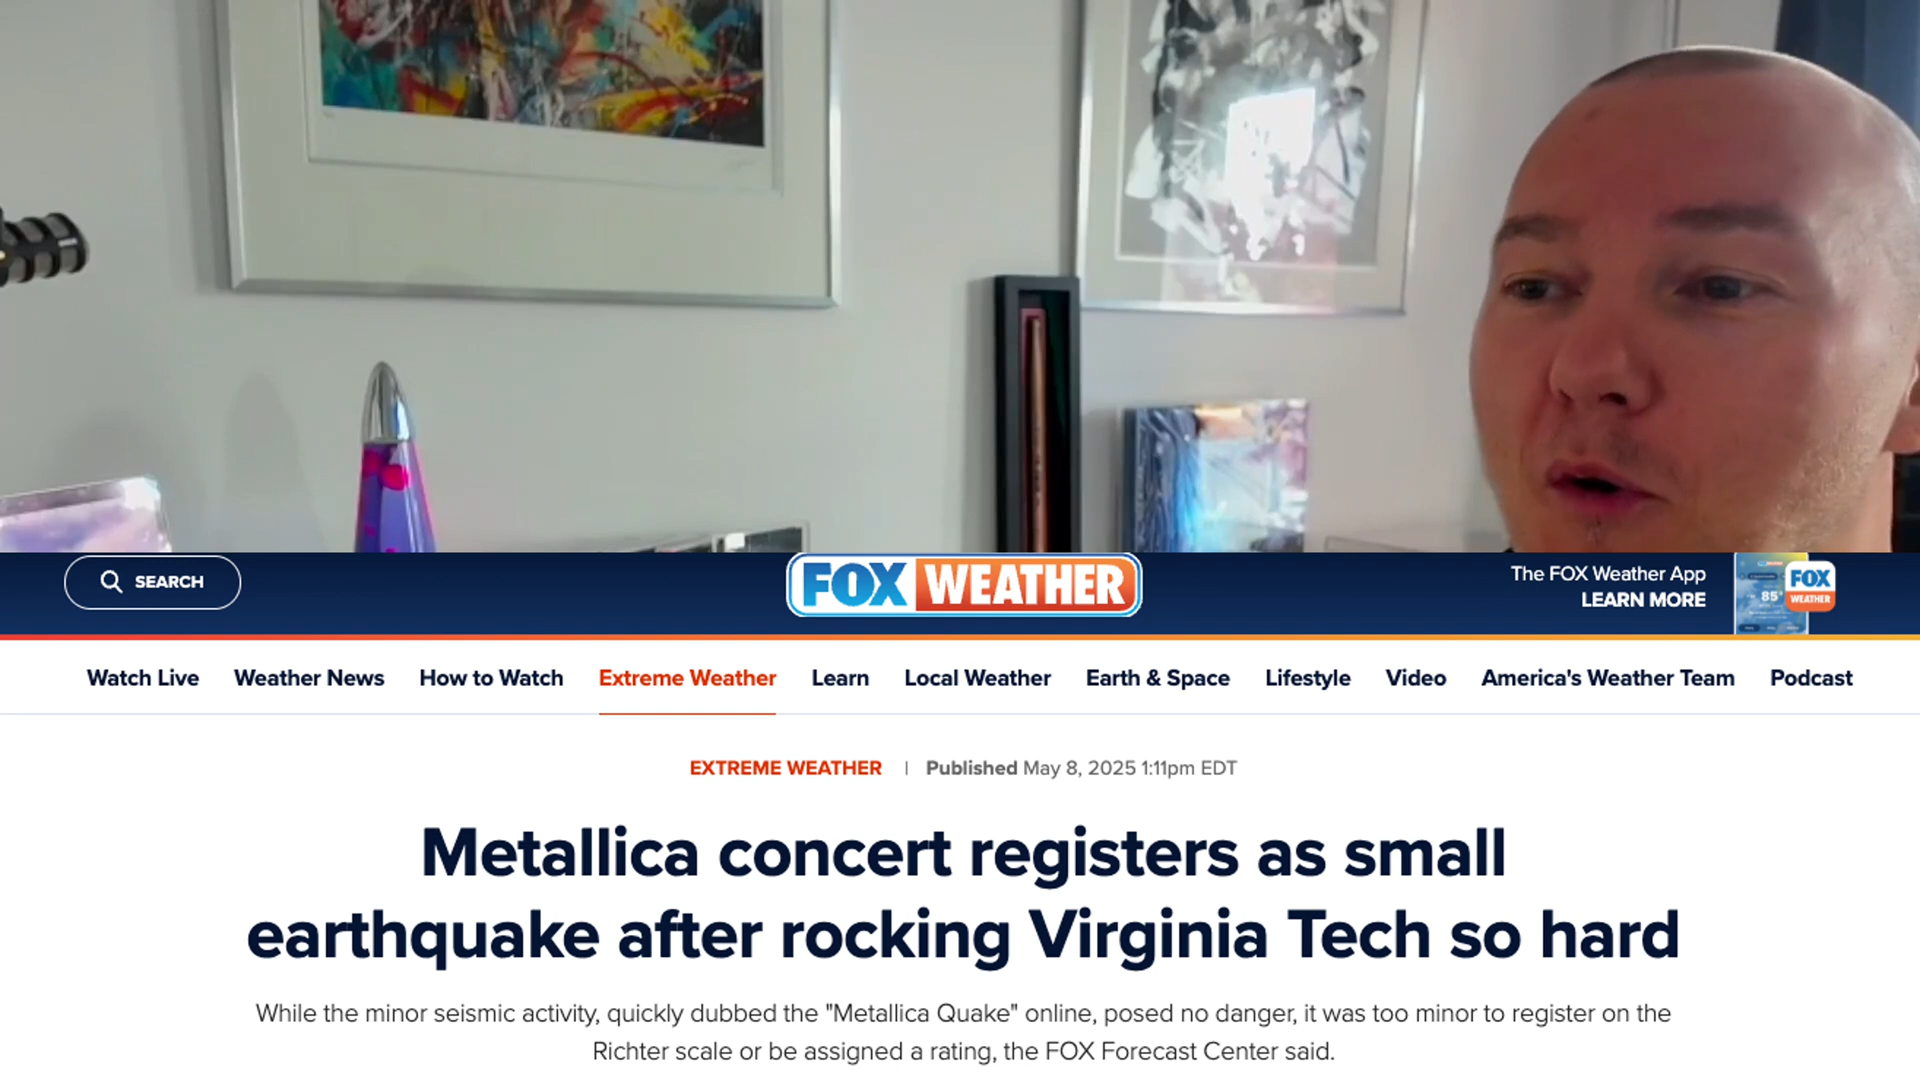 SEARCH
FOX WEATHER
The FOX Weather App
LEARN MORE
85°
FOX
WEATHER
Watch Live Weather News How to Watch Extreme Weather Learn Local Weather Earth & Space Lifestyle Video America's Weather Team Podcast
EXTREME WEATHER | Published May 8, 2025 1:11pm EDT
Metallica concert registers as small
earthquake after rocking Virginia Tech so hard
While the minor seismic activity, quickly dubbed the "Metallica Quake" online, posed no danger, it was too minor to register on the
Richter scale or be assigned a rating, the FOX Forecast Center said.